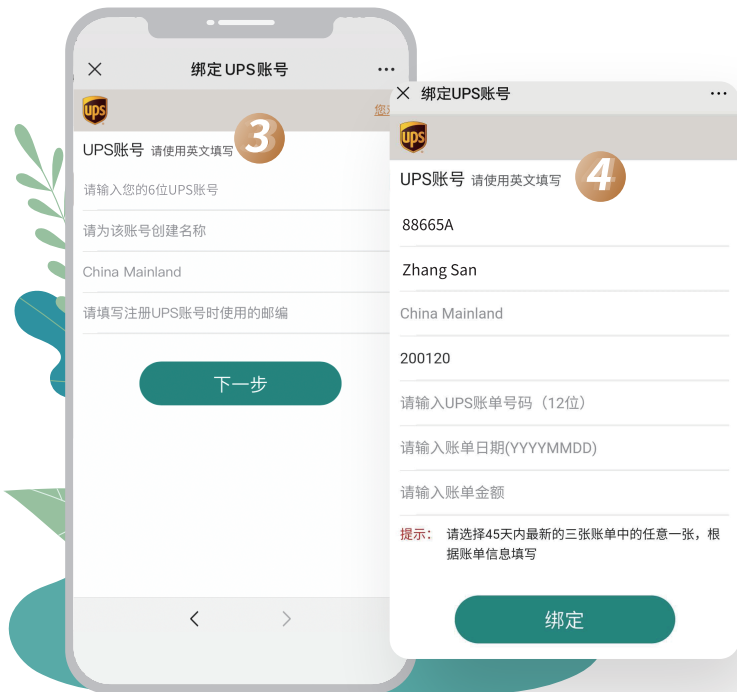 绑定UPS账号
ups
UPS账号 请使用英文填写
3
请输入您的6位UPS账号
请为该账号创建名称
China Mainland
请填写注册UPS账号时使用的邮编
下一步
绑定UPS账号
ups
UPS账号 请使用英文填写
4
88665A
Zhang San
China Mainland
200120
请输入UPS账单号码（12位）
请输入账单日期(YYYYMMDD)
请输入账单金额
提示： 请选择45天内最新的三张账单中的任意一张，根
据账单信息填写
绑定